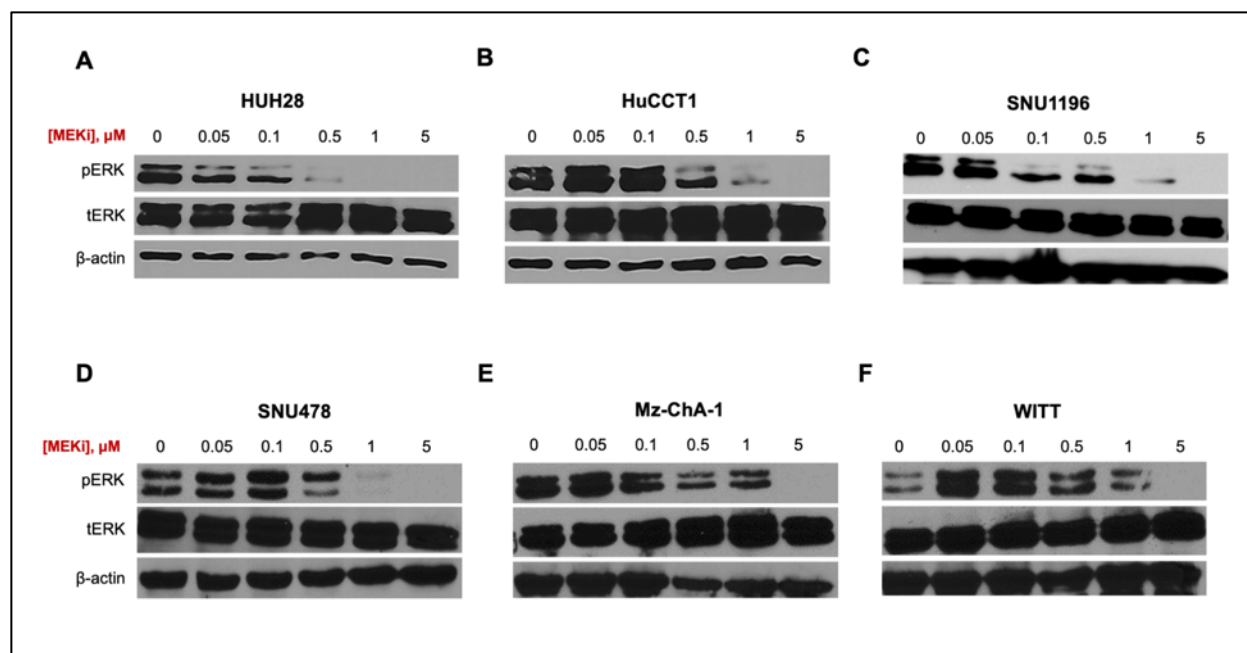 A
B
C
HUH28
HuCCT1
SNU1196
[MEKi], µM 0 0.05 0.1 0.5 1 5
0 0.05 0.1 0.5 1 5
0 0.05 0.1 0.5 1 5
pERK
tERK
β-actin
D
E
F
SNU478
Mz-ChA-1
WITT
[MEKi], µM 0 0.05 0.1 0.5 1 5
0 0.05 0.1 0.5 1 5
0 0.05 0.1 0.5 1 5
pERK
tERK
β-actin